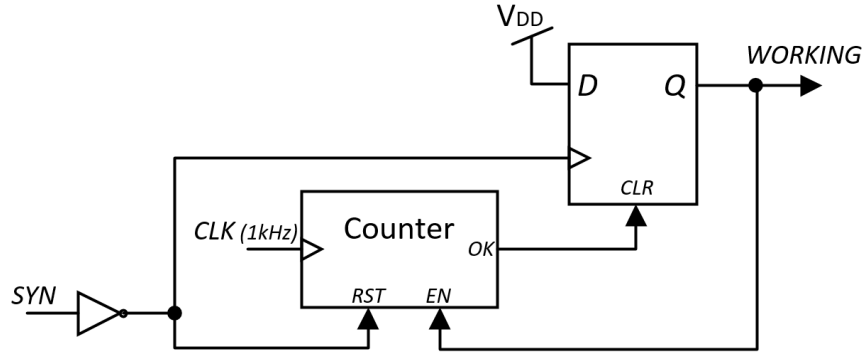 VDD
WORKING
D Q
CLR
CLK (1kHz)
Counter
OK
SYN
RST EN